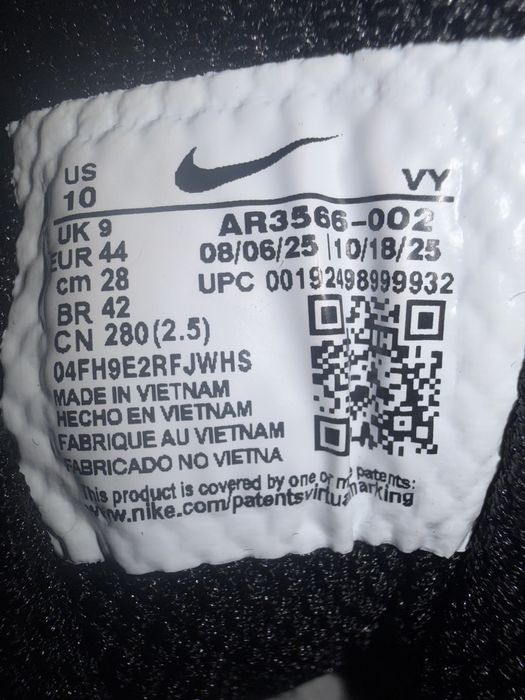 US
10
VY
UK 9
AR3566-002
EUR 44
08/06/25 |10/18/25
cm 28
UPC 00192498999932
BR 42
CN 280(2.5)
04FH9E2RFJWHS
MADE IN VIETNAM
HECHO EN VIETNAM
FABRIQUE AU VIETNAM
FABRICADO NO VIETNA
This product is covered by one or patents:
www.nike.com/patentsvirtualmarking